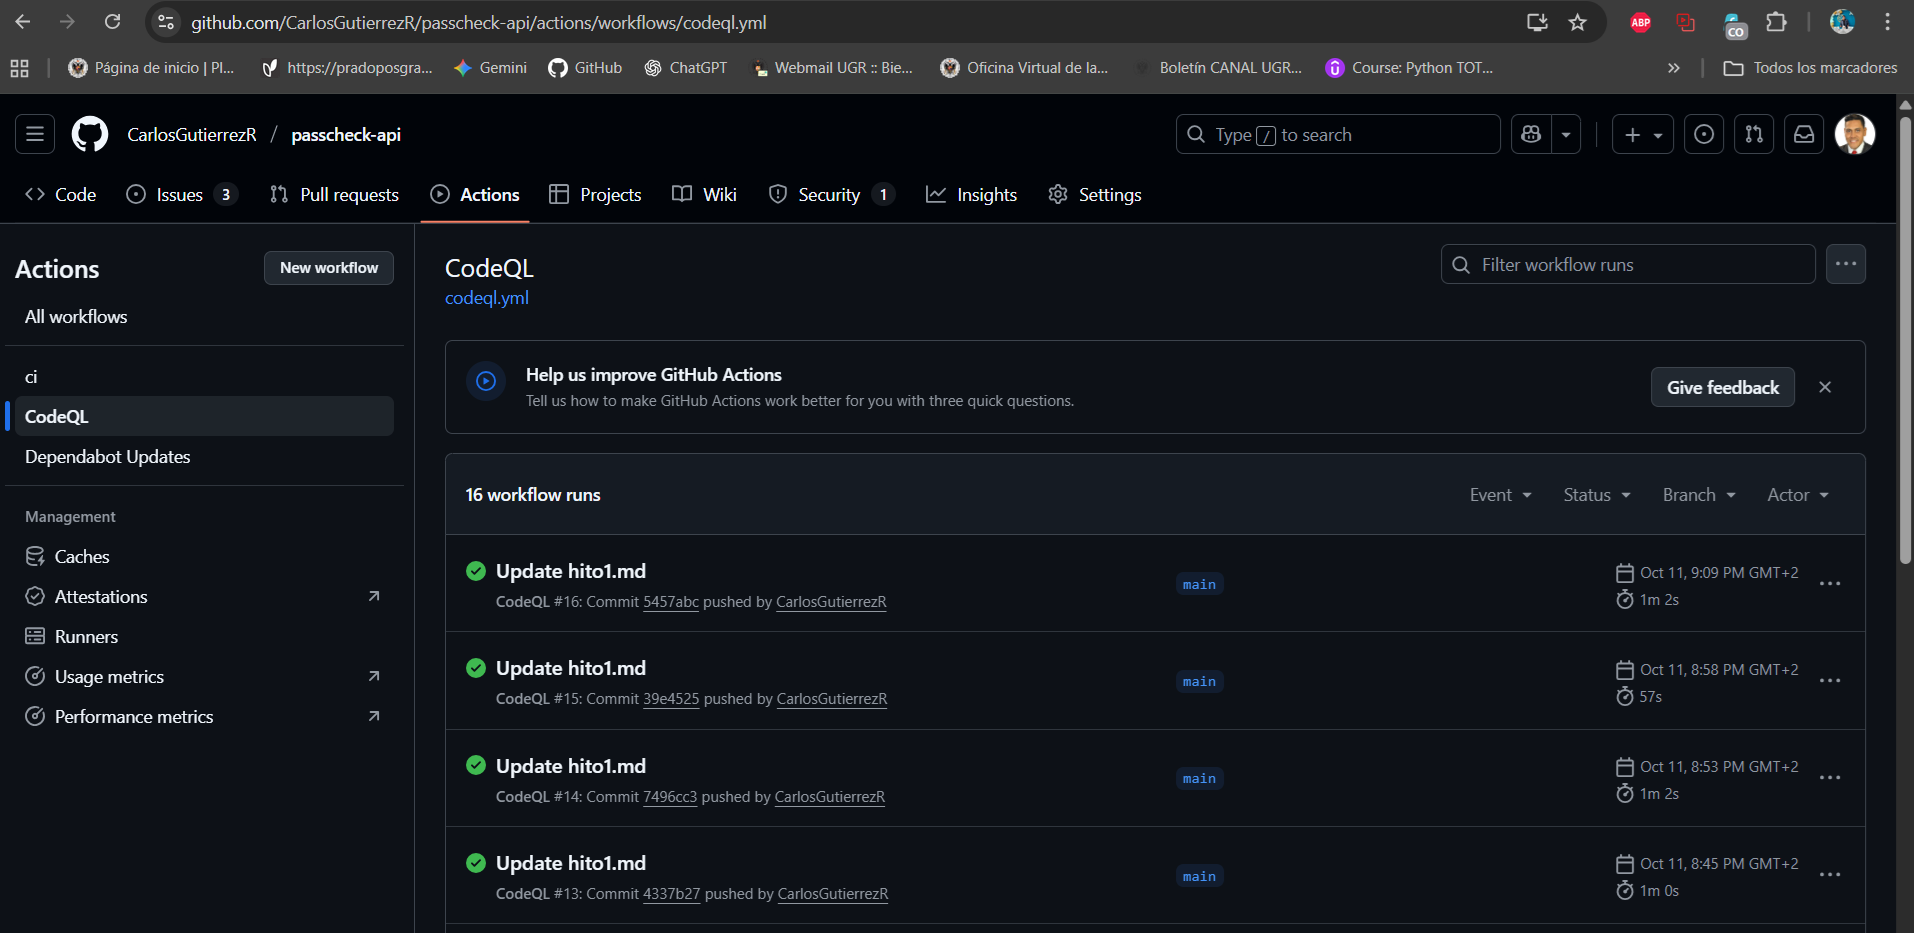 github.com/CarlosGutierrezR/passcheck-api/actions/workflows/codeql.yml
ABP
CO
Página de inicio | Pl...
https://pradoposgra...
Gemini
GitHub
ChatGPT
Webmail UGR :: Bie...
Oficina Virtual de la...
Boletín CANAL UGR...
Course: Python TOT...
Todos los marcadores
CarlosGutierrezR / passcheck-api
Type / to search
Code
Issues 3
Pull requests
Actions
Projects
Wiki
Security 1
Insights
Settings
Actions
New workflow
All workflows
ci
CodeQL
Dependabot Updates
Management
Caches
Attestations
Runners
Usage metrics
Performance metrics
CodeQL
codeql.yml
Filter workflow runs
Help us improve GitHub Actions
Tell us how to make GitHub Actions work better for you with three quick questions.
Give feedback
16 workflow runs
Event
Status
Branch
Actor
Update hito1.md
CodeQL #16: Commit 5457abc pushed by CarlosGutierrezR
main
Oct 11, 9:09 PM GMT+2
1m 2s
Update hito1.md
CodeQL #15: Commit 39e4525 pushed by CarlosGutierrezR
main
Oct 11, 8:58 PM GMT+2
57s
Update hito1.md
CodeQL #14: Commit 7496cc3 pushed by CarlosGutierrezR
main
Oct 11, 8:53 PM GMT+2
1m 2s
Update hito1.md
CodeQL #13: Commit 4337b27 pushed by CarlosGutierrezR
main
Oct 11, 8:45 PM GMT+2
1m 0s